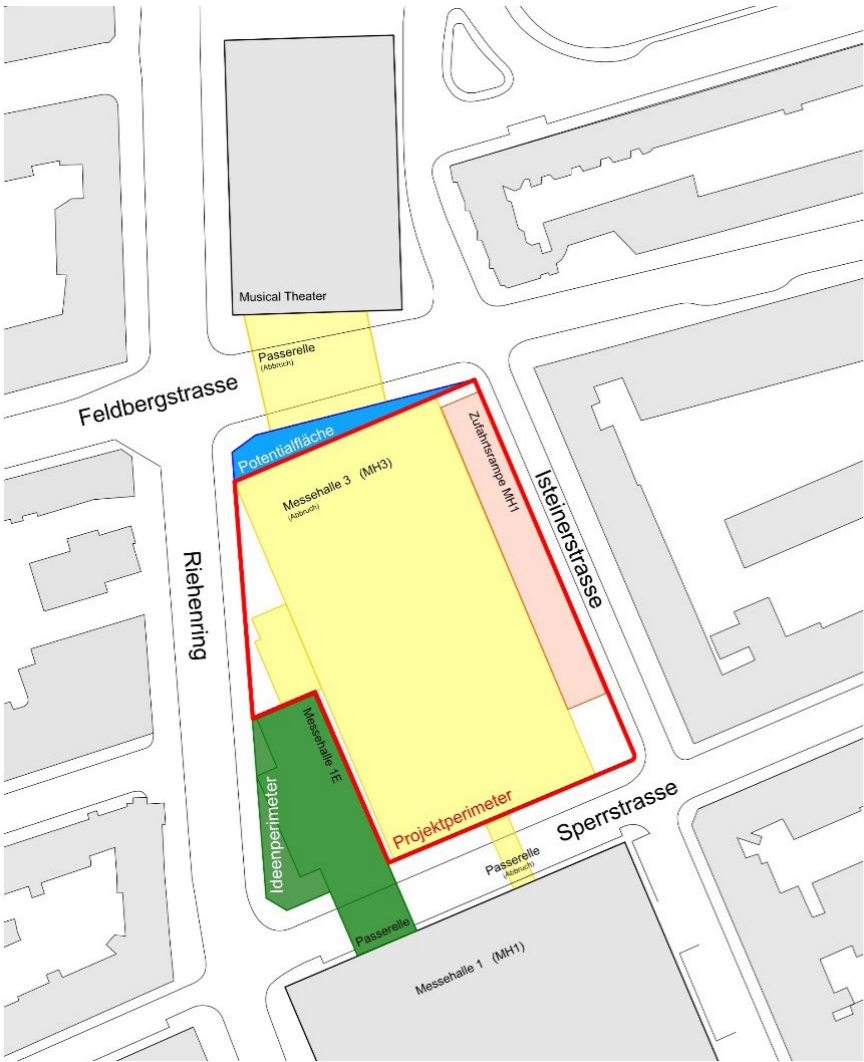 Musical Theater
Passerelle
(Abbruch)
Feldbergstrasse
Potentialfläche
Messehalle 3 (MH3)
(Abbruch)
Zufahrtsrampe MH1
Isteinerstrasse
Riehenring
Messehalle 1E
Ideenperimeter
Projektperimeter
Sperrstrasse
Passerelle
(Abbruch)
Passerelle
Messehalle 1 (MH1)